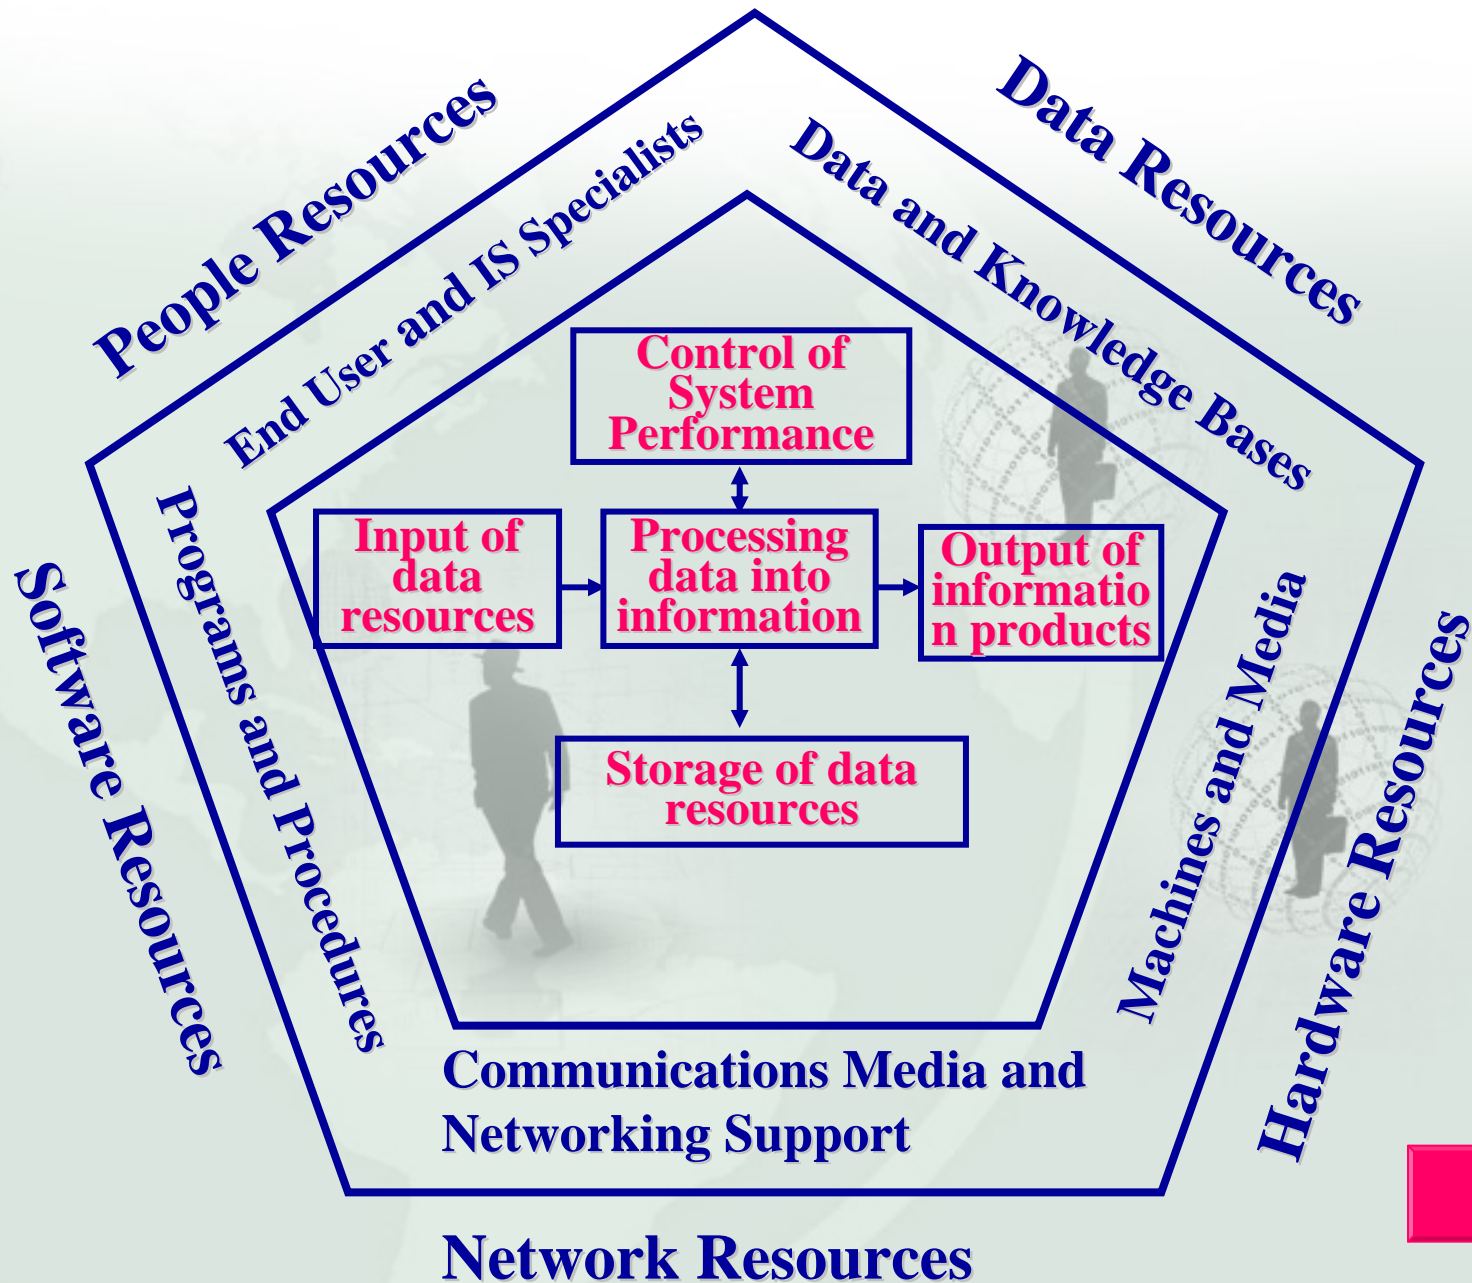 People Resources
Data Resources
End User and IS Specialists
Data and Knowledge Bases
Control of
System
Performance
Input of
data
resources
Processing
data into
information
Output of
informatio
n products
Storage of data
resources
Software Resources
Programs and Procedures
Machines and Media
Hardware Resources
Communications Media and
Networking Support
Network Resources